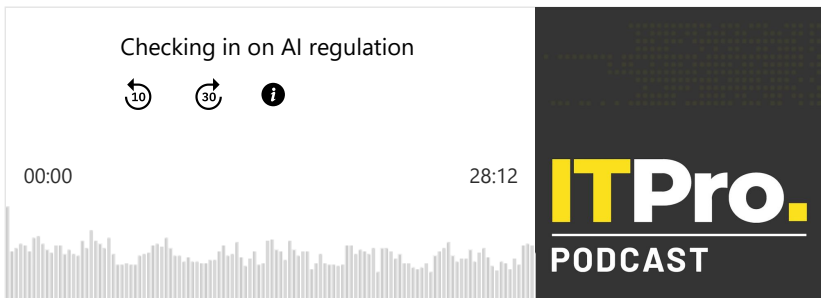 Checking in on AI regulation
10
30
i
00:00
28:12
ITPro.
PODCAST